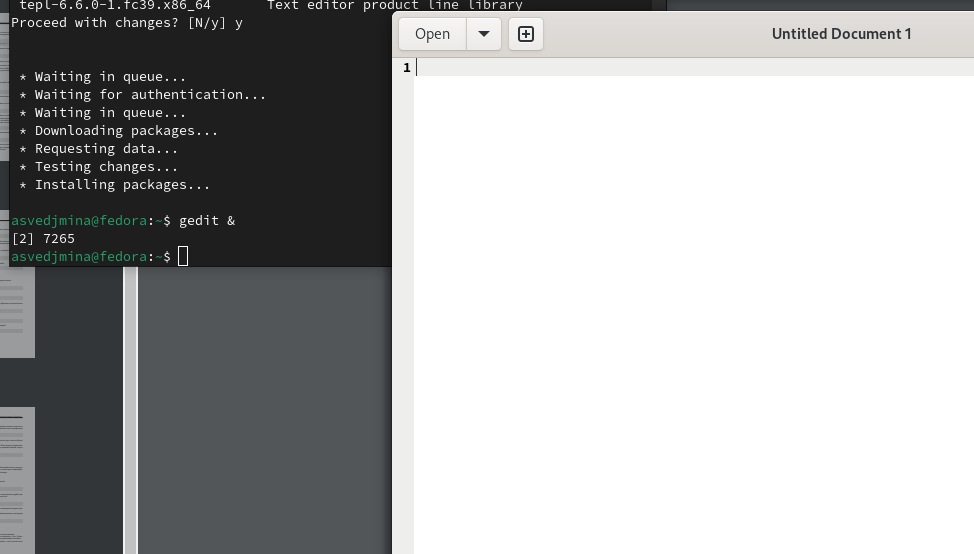 tepl-6.6.0-1.fc39.x86_64       Text editor product line library
Proceed with changes? [N/y] y
* Waiting in queue...
* Waiting for authentication...
* Waiting in queue...
* Downloading packages...
* Requesting data...
* Testing changes...
* Installing packages...
asvedjmina@fedora:~$ gedit &
[2] 7265
asvedjmina@fedora:~$
Open
Untitled Document 1
1